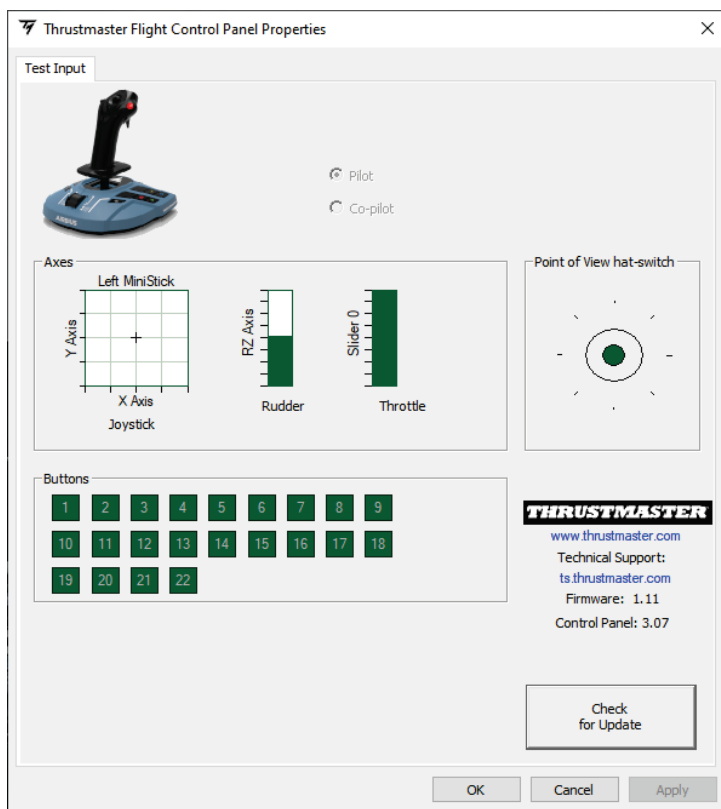 Thrustmaster Flight Control Panel Properties
Test Input
AIRBUS
Pilot
Co-pilot
Axes
Left MiniStick
Y Axis
X Axis
Joystick
RZ Axis
Rudder
Slider 0
Throttle
Point of View hat-switch
Buttons
1 2 3 4 5 6 7 8 9
10 11 12 13 14 15 16 17 18
19 20 21 22
THRUSTMASTER
www.thrustmaster.com
Technical Support:
ts.thrustmaster.com
Firmware: 1.11
Control Panel: 3.07
Check
for Update
OK Cancel Apply